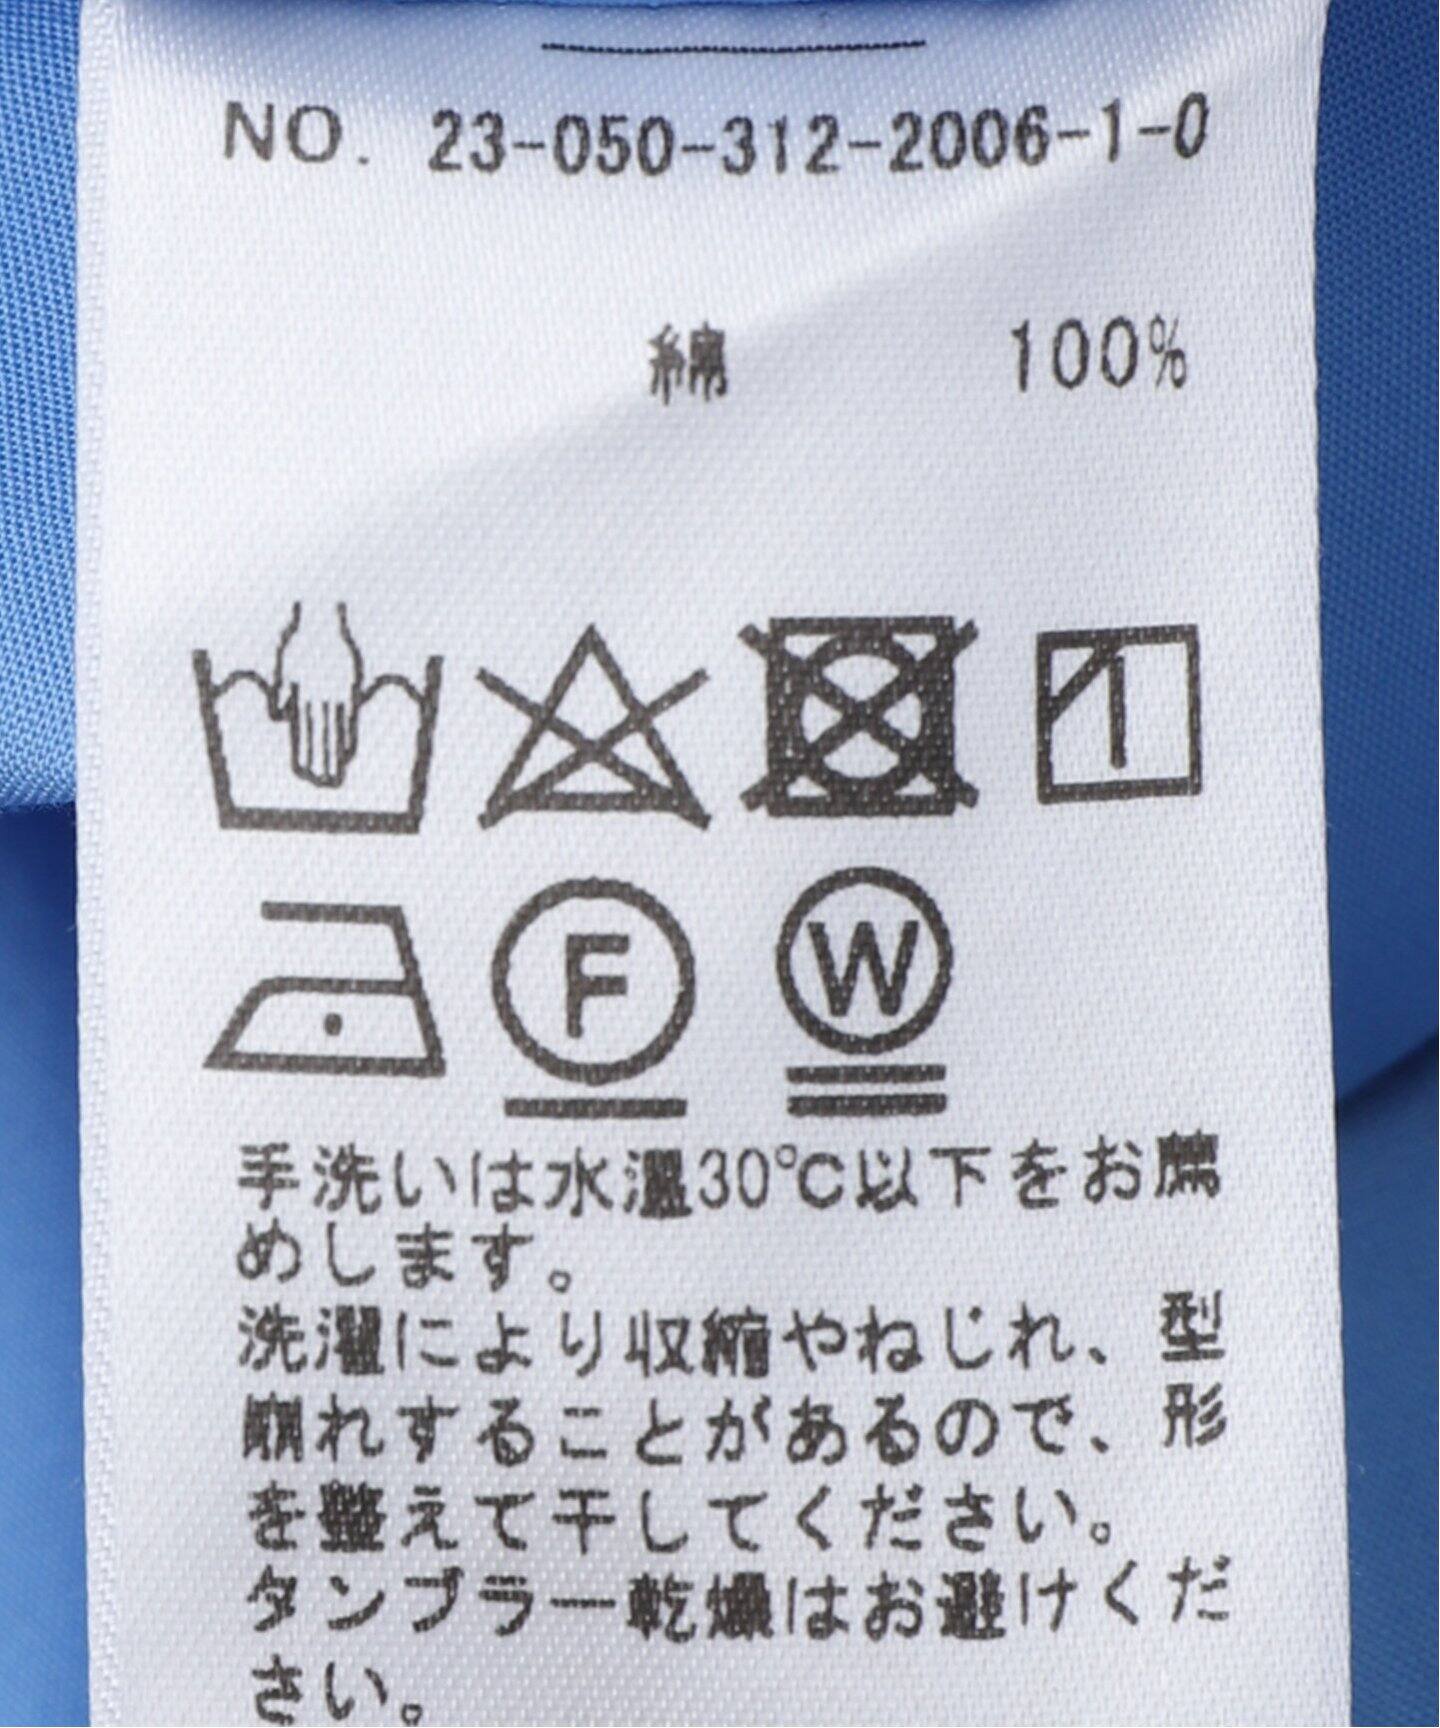 NO. 23-050-312-2006-1-0
綿 100%
F W
手洗いは水温30℃以下をお薦
めします。
洗濯により収縮やねじれ、型
崩れすることがあるので、形
を整えて干してください。
タンブラー乾燥はお避けくだ
さい。